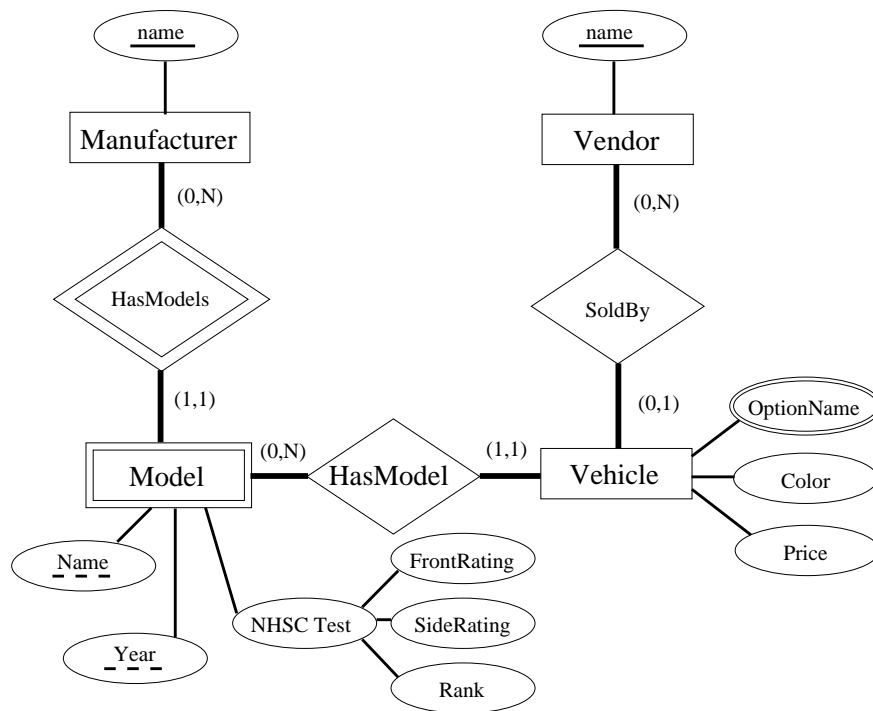 name
name
Manufacturer
Vendor
(0,N)
(0,N)
HasModels
SoldBy
(1,1)
(0,1)
OptionName
(0,N)
(1,1)
Model
HasModel
Vehicle
Color
Name
FrontRating
Price
NHSC Test
SideRating
Year
Rank